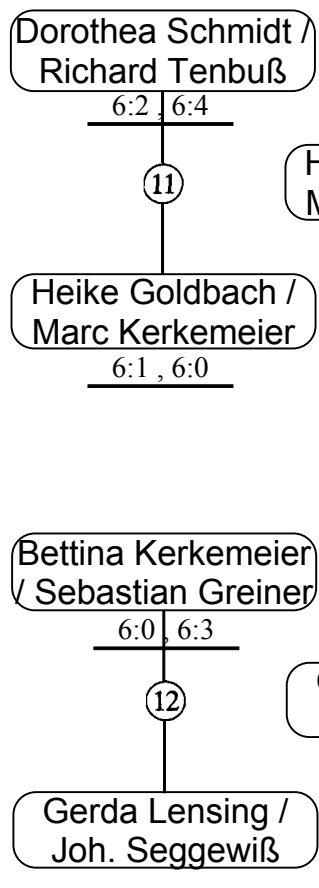 Dorothea Schmidt /
Richard Tenbuß
6:2 , 6:4
11
Heike Goldbach /
Marc Kerkemeier
6:1 , 6:0
Bettina Kerkemeier
/ Sebastian Greiner
6:0 , 6:3
12
Gerda Lensing /
Joh. Seggewiß